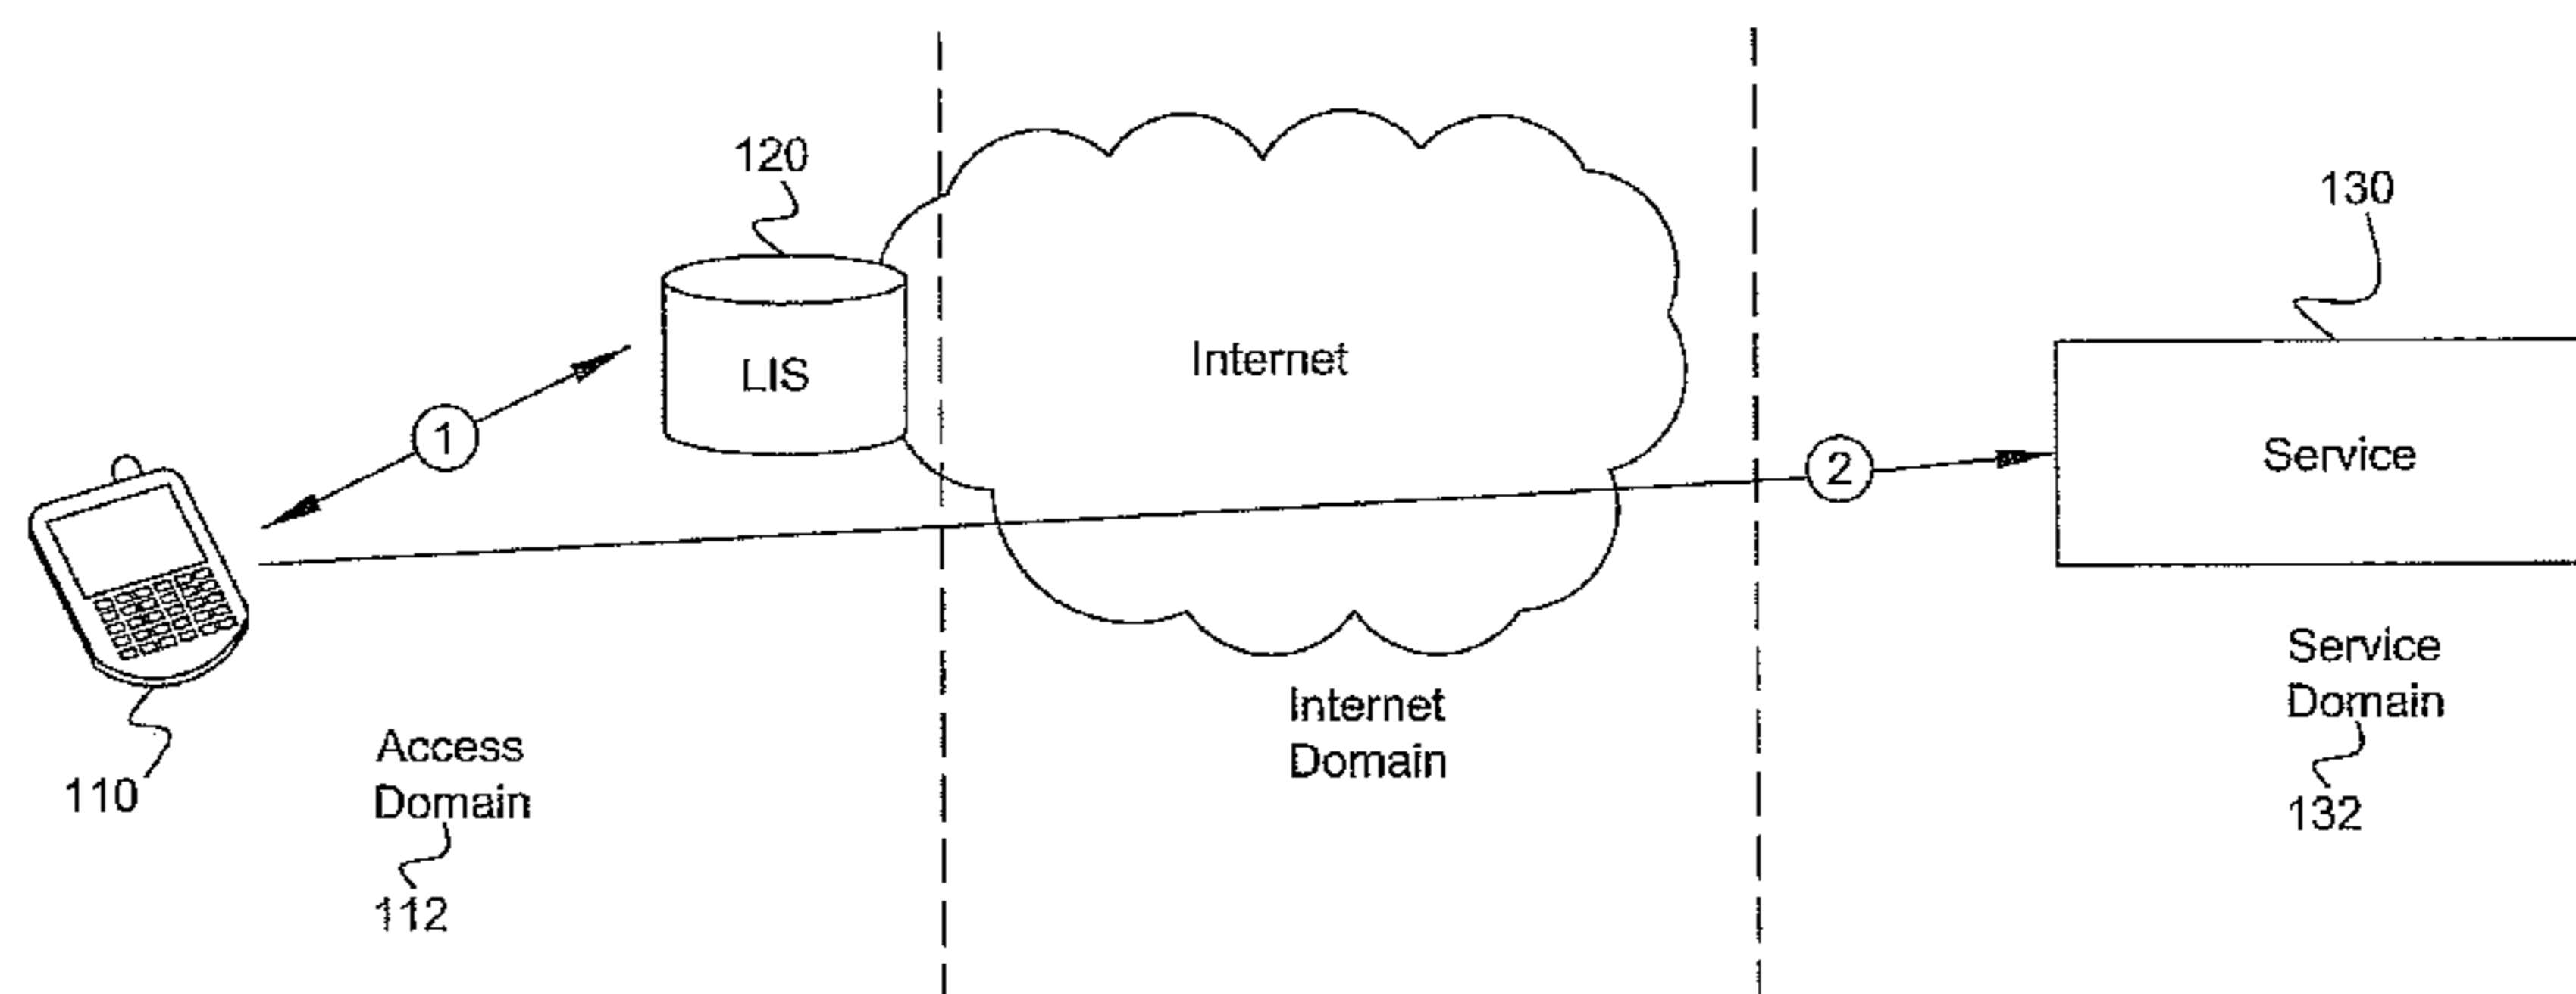 120
130
LIS
Internet
1
2
Service
110
Access
Domain
112
Internet
Domain
Service
Domain
132